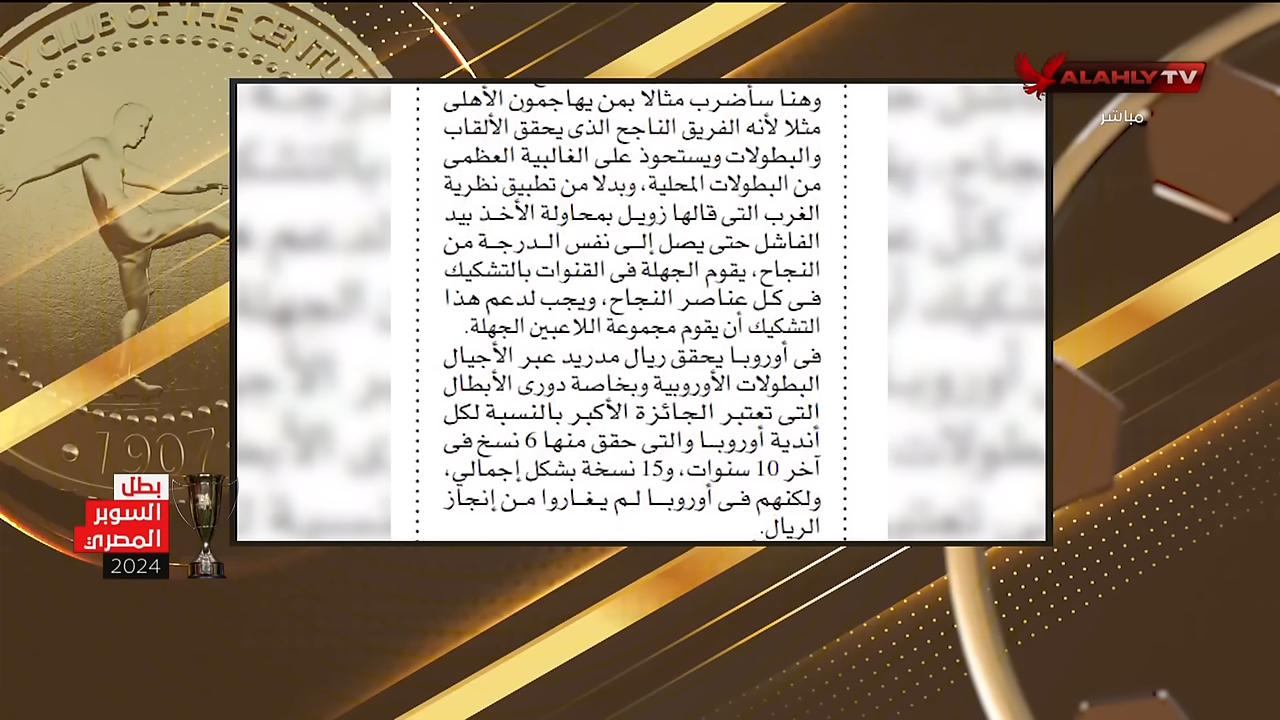 LY CLUB OF THE CENTU
ALAHLY TV
مباشر
وهنا سأضرب مثالا بمن يهاجمون الأهلى
مثلا لأنه الفريق الناجح الذى يحقق الألقاب
والبطولات ويستحوذ على الغالبية العظمى
من البطولات المحلية، وبدلا من تطبيق نظرية
الغرب التى قالها زويل بمحاولة الأخذ بيد
الفاشل حتى يصل إلى نفس الدرجة من
النجاح، يقوم الجهلة فى القنوات بالتشكيك
فى كل عناصر النجاح، ويجب لدعم هذا
التشكيك أن يقوم مجموعة اللاعبين الجهلة.
فى أوروبا يحقق ريال مدريد عبر الأجيال
البطولات الأوروبية وبخاصة دورى الأبطال
التى تعتبر الجائزة الأكبر بالنسبة لكل
أندية أوروبا والتى حقق منها 6 نسخ فى
آخر 10 سنوات، و15 نسخة بشكل إجمالي،
ولكنهم فى أوروبا لم يغاروا من إنجاز
الريال.
1907
بطل
السوبر
المصري
2024